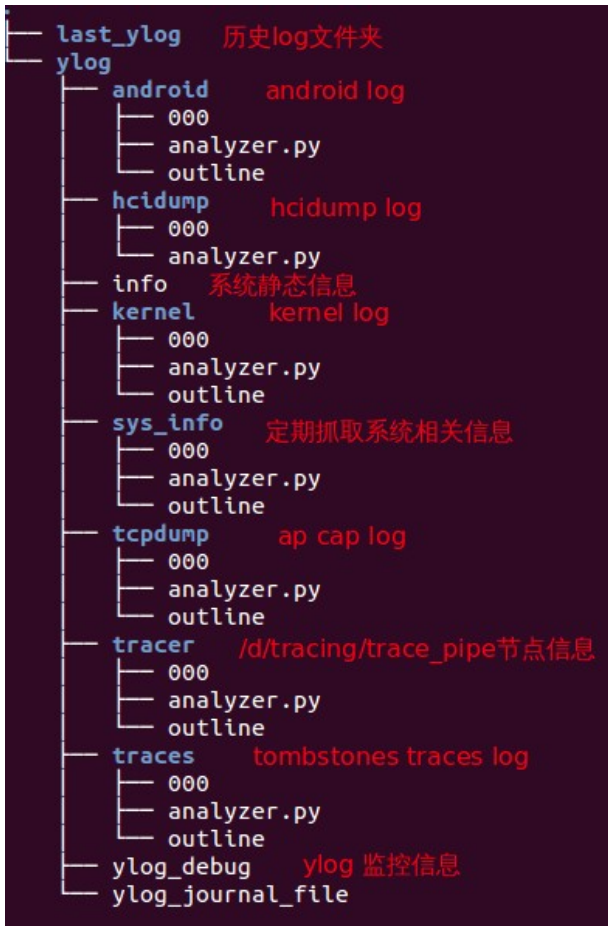 .
├── last_ylog 历史log文件夹
└── ylog
    ├── android android log
    │   ├── 000
    │   ├── analyzer.py
    │   └── outline
    ├── hcidump hcidump log
    │   ├── 000
    │   └── analyzer.py
    ├── info 系统静态信息
    ├── kernel kernel log
    │   ├── 000
    │   ├── analyzer.py
    │   └── outline
    ├── sys_info 定期抓取系统相关信息
    │   ├── 000
    │   ├── analyzer.py
    │   └── outline
    ├── tcpdump ap cap log
    │   ├── 000
    │   ├── analyzer.py
    │   └── outline
    ├── tracer /d/tracing/trace_pipe节点信息
    │   ├── 000
    │   ├── analyzer.py
    │   └── outline
    ├── traces tombstones traces log
    │   ├── 000
    │   ├── analyzer.py
    │   └── outline
    ├── ylog_debug ylog 监控信息
    └── ylog_journal_file